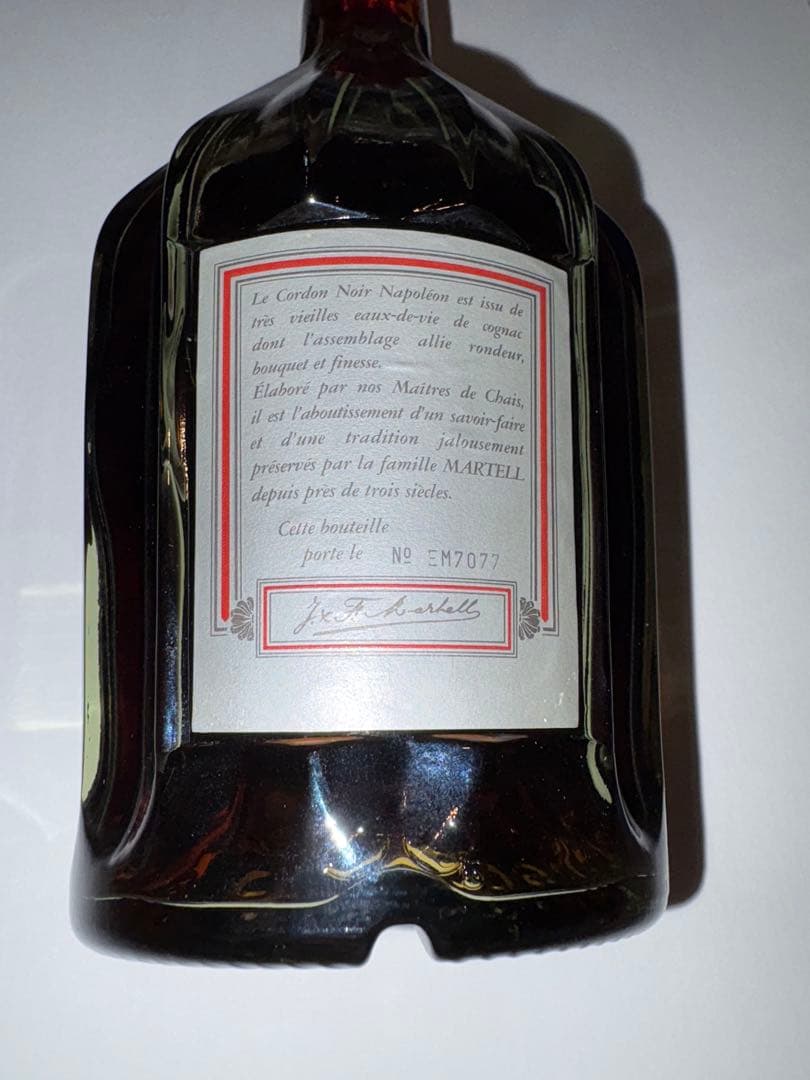 Le Cordon Noir Napoléon est issu de
très vieilles eaux-de-vie de cognac
dont l'assemblage allie rondeur,
bouquet et finesse.
Élaboré par nos Maîtres de Chais,
il est l'aboutissement d'un savoir-faire
et d'une tradition jalousement
préservés par la famille MARTELL
depuis près de trois siècles.
Cette bouteille
porte le Nº EM7077
J & F Martell